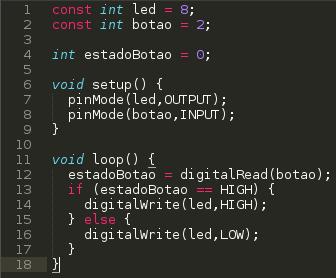 1 const int led = 8;
2 const int botao = 2;
3
4 int estadoBotao = 0;
5
6 void setup() {
7   pinMode(led,OUTPUT);
8   pinMode(botao,INPUT);
9 }
10
11 void loop() {
12   estadoBotao = digitalRead(botao);
13   if (estadoBotao == HIGH) {
14     digitalWrite(led,HIGH);
15   } else {
16     digitalWrite(led,LOW);
17   }
18 }